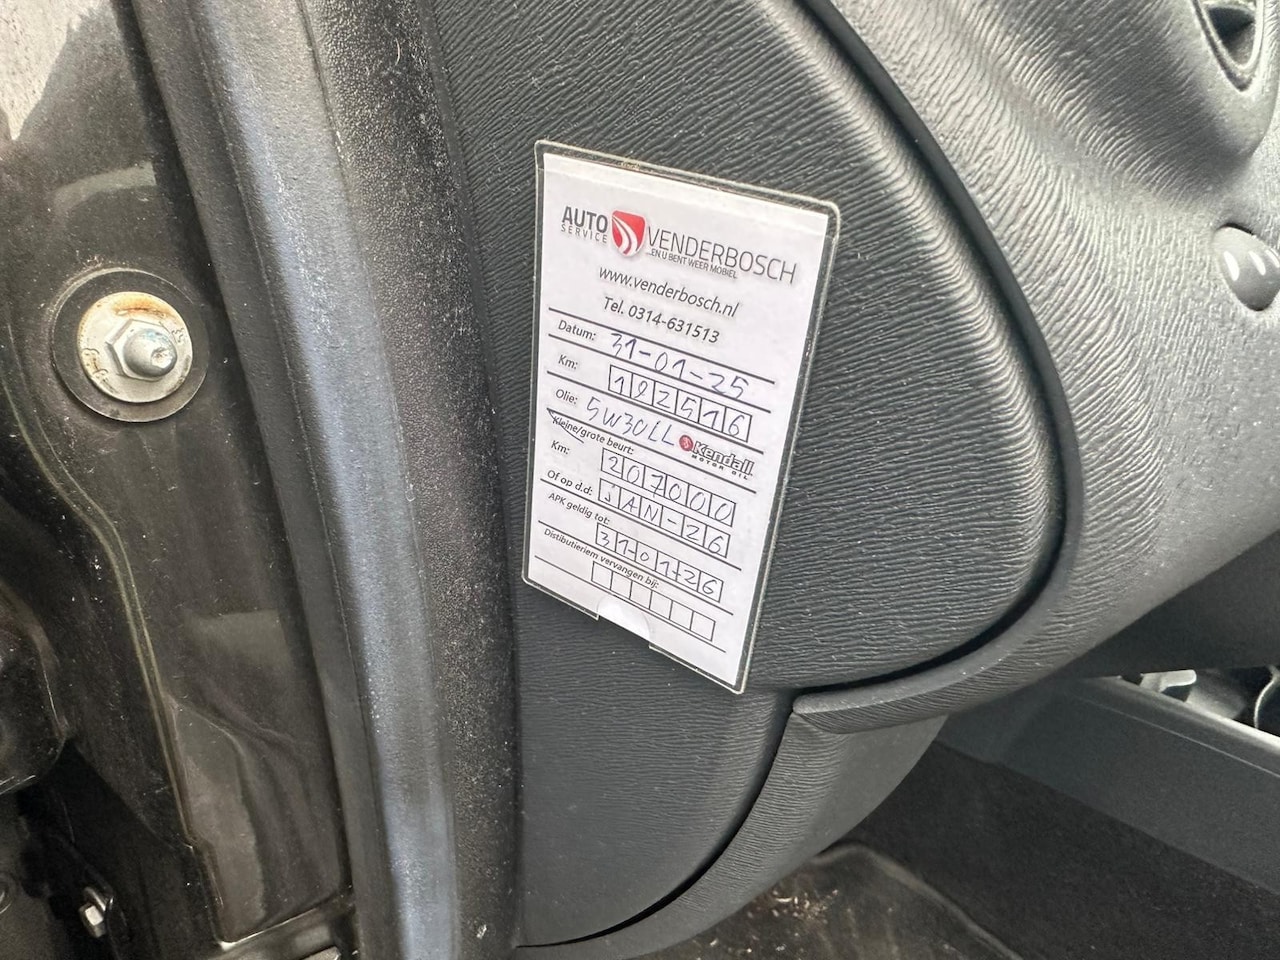 AUTO VENDERBOSCH
SERVICE ...EN U BENT WEER MOBIEL
www.venderbosch.nl
Tel. 0314-631513
Datum: 31-01-25
Km: 182516
Olie: 5W30LL Kendall
MOTOR OIL
Kleine/grote beurt:
Km: 207000
Of op d.d: JAN-26
APK geldig tot: 31-01-26
Distributieriem vervangen bij: